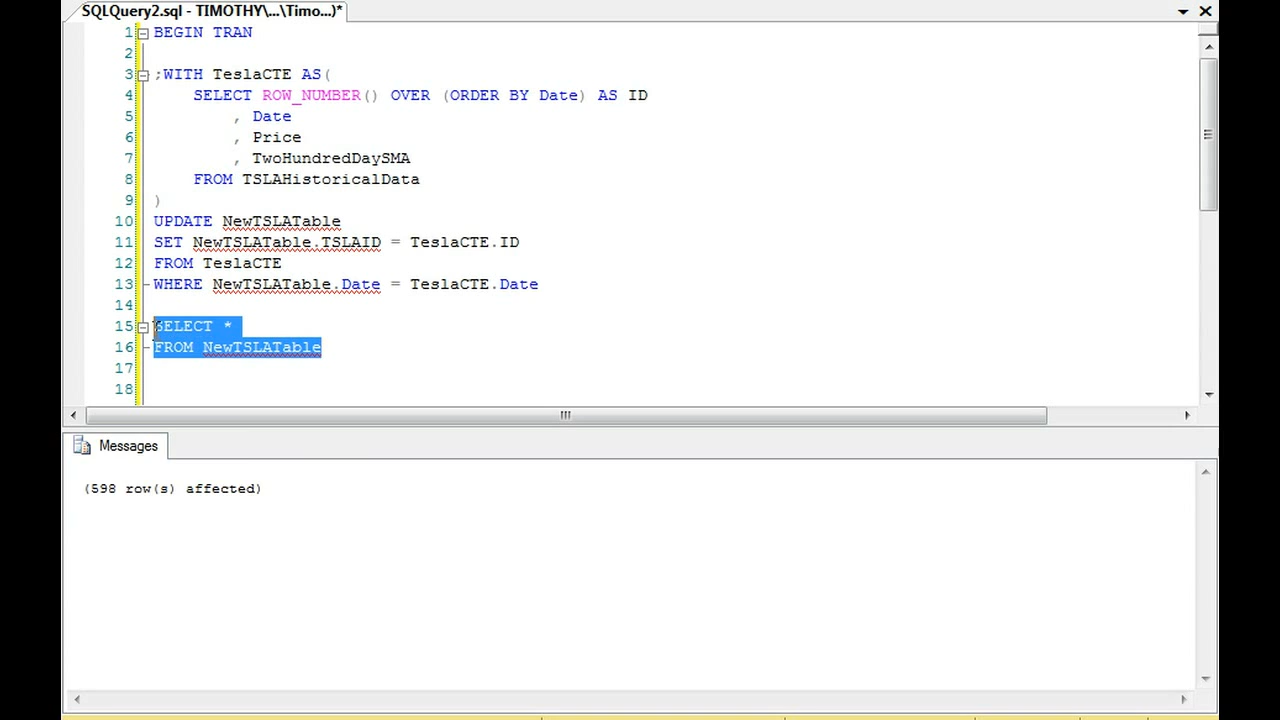 SQLQuery2.sql - TIMOTHY\...\Timo...)*
1 BEGIN TRAN
2
3 ;WITH TeslaCTE AS(
4 SELECT ROW_NUMBER() OVER (ORDER BY Date) AS ID
5 , Date
6 , Price
7 , TwoHundredDaySMA
8 FROM TSLAHistoricalData
9 )
10 UPDATE NewTSLATable
11 SET NewTSLATable.TSLAID = TeslaCTE.ID
12 FROM TeslaCTE
13 WHERE NewTSLATable.Date = TeslaCTE.Date
14
15 SELECT *
16 FROM NewTSLATable
17
18
Messages
(598 row(s) affected)